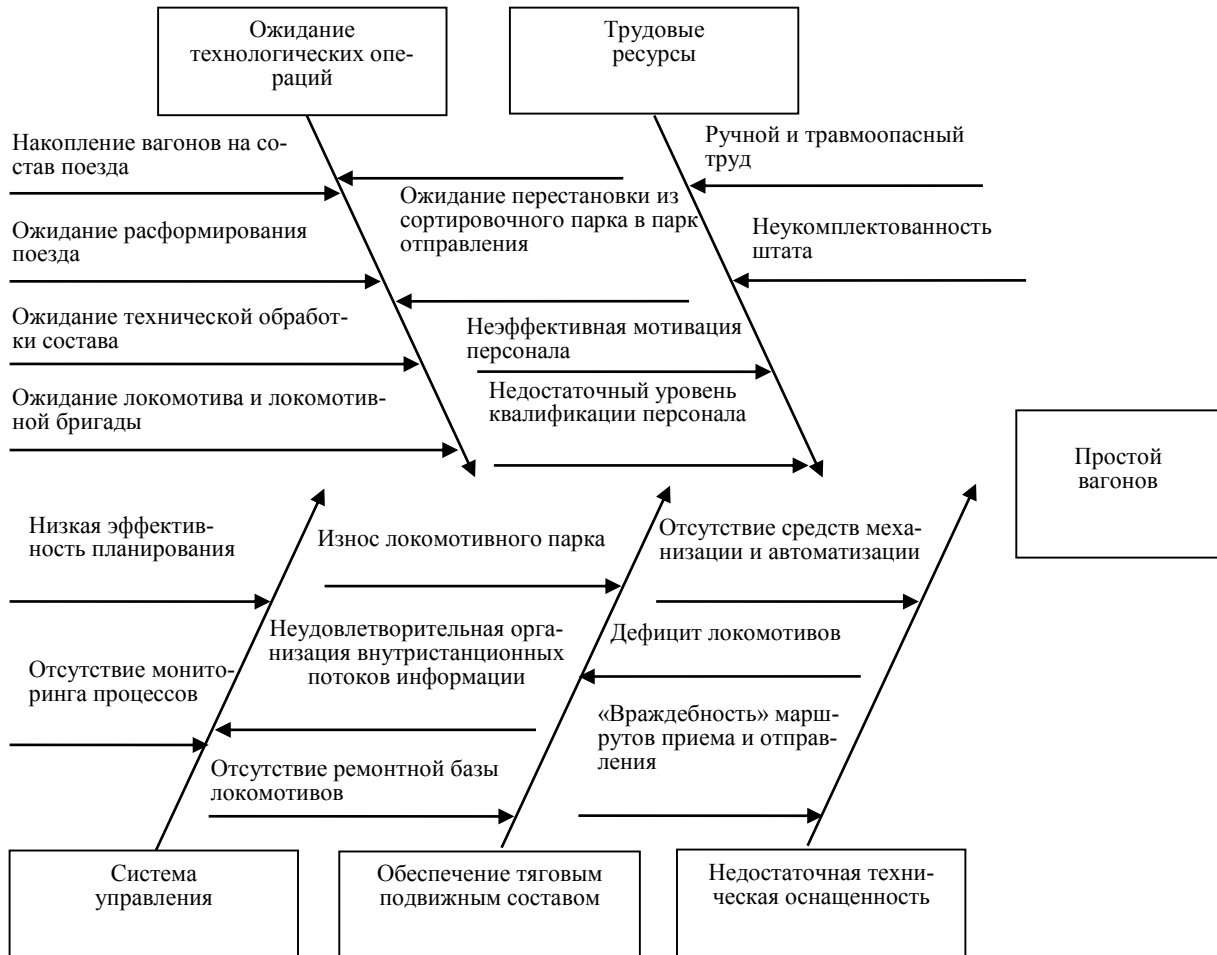 Ожидание
технологических опе-
раций
Трудовые
ресурсы
Накопление вагонов на со-
став поезда
Ручной и травмоопасный
труд
Ожидание перестановки из
сортировочного парка в парк
отправления
Ожидание расформирования
поезда
Неукомплектованность
штата
Ожидание технической обработ-
ки состава
Неэффективная мотивация
персонала
Ожидание локомотива и локомотив-
ной бригады
Недостаточный уровень
квалификации персонала
Простой
вагонов
Низкая эффектив-
ность планирования
Износ локомотивного парка
Отсутствие средств меха-
низации и автоматизации
Неудовлетворительная орга-
низация внутристанционных
потоков информации
Дефицит локомотивов
Отсутствие монито-
ринга процессов
«Враждебность» марш-
рутов приема и отправ-
ления
Отсутствие ремонтной базы
локомотивов
Система
управления
Обеспечение тяговым
подвижным составом
Недостаточная техни-
ческая оснащенность